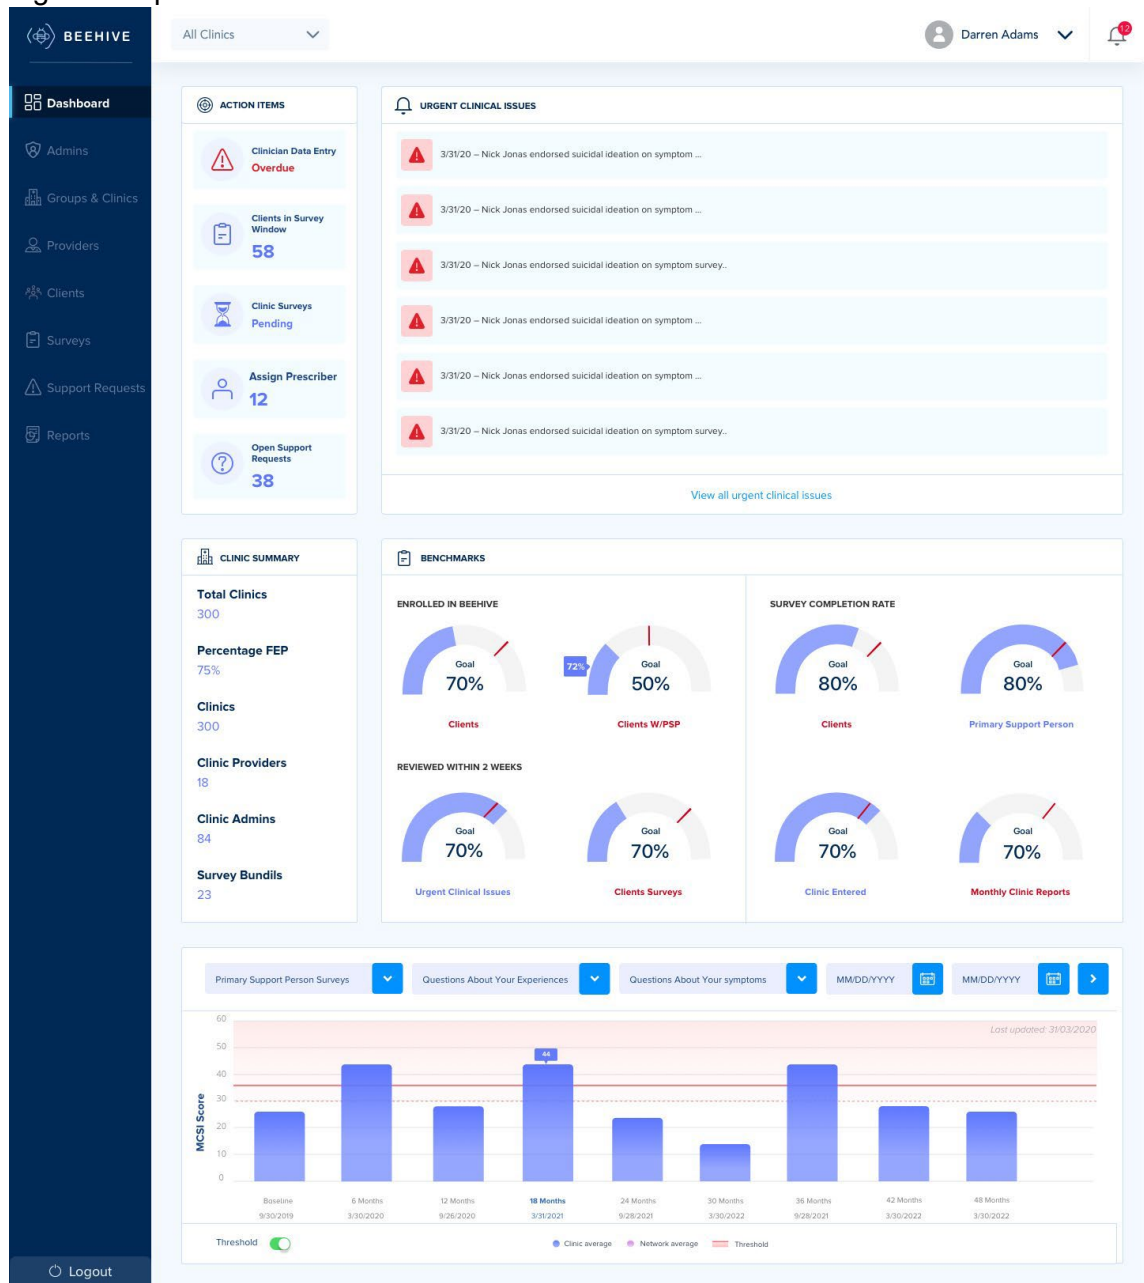 BEEHIVE
All Clinics
Darren Adams
12
Dashboard
Admins
Groups & Clinics
Providers
Clients
Surveys
Support Requests
Reports
Logout
ACTION ITEMS
Clinician Data Entry
Overdue
Clients in Survey
Window
58
Clinic Surveys
Pending
Assign Prescriber
12
Open Support
Requests
38
URGENT CLINICAL ISSUES
3/31/20 – Nick Jonas endorsed suicidal ideation on symptom ...
3/31/20 – Nick Jonas endorsed suicidal ideation on symptom ...
3/31/20 – Nick Jonas endorsed suicidal ideation on symptom survey..
3/31/20 – Nick Jonas endorsed suicidal ideation on symptom ...
3/31/20 – Nick Jonas endorsed suicidal ideation on symptom ...
3/31/20 – Nick Jonas endorsed suicidal ideation on symptom survey..
View all urgent clinical issues
CLINIC SUMMARY
Total Clinics
300
Percentage FEP
75%
Clinics
300
Clinic Providers
18
Clinic Admins
84
Survey Bundils
23
BENCHMARKS
ENROLLED IN BEEHIVE
Goal
70%
Clients
72%
Goal
50%
Clients W/PSP
SURVEY COMPLETION RATE
Goal
80%
Clients
Goal
80%
Primary Support Person
REVIEWED WITHIN 2 WEEKS
Goal
70%
Urgent Clinical Issues
Goal
70%
Clients Surveys
Goal
70%
Clinic Entered
Goal
70%
Monthly Clinic Reports
Primary Support Person Surveys
Questions About Your Experiences
Questions About Your symptoms
MM/DD/YYYY
MM/DD/YYYY
Last updated: 31/03/2020
MCSI Score
60
50
40
30
20
10
0
44
Baseline 6 Months 12 Months 18 Months 24 Months 30 Months 36 Months 42 Months 48 Months
9/30/2019 3/30/2020 9/26/2020 3/31/2021 9/28/2021 3/30/2022 9/28/2021 3/30/2022 3/30/2022
Threshold
Clinic average Network average Threshold